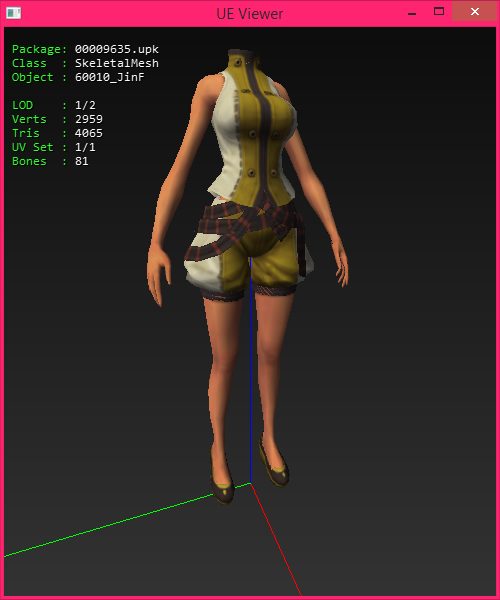 UE Viewer
Package: 00009635.upk
Class  : SkeletalMesh
Object : 60010_JinF
LOD    : 1/2
Verts  : 2959
Tris   : 4065
UV Set : 1/1
Bones  : 81